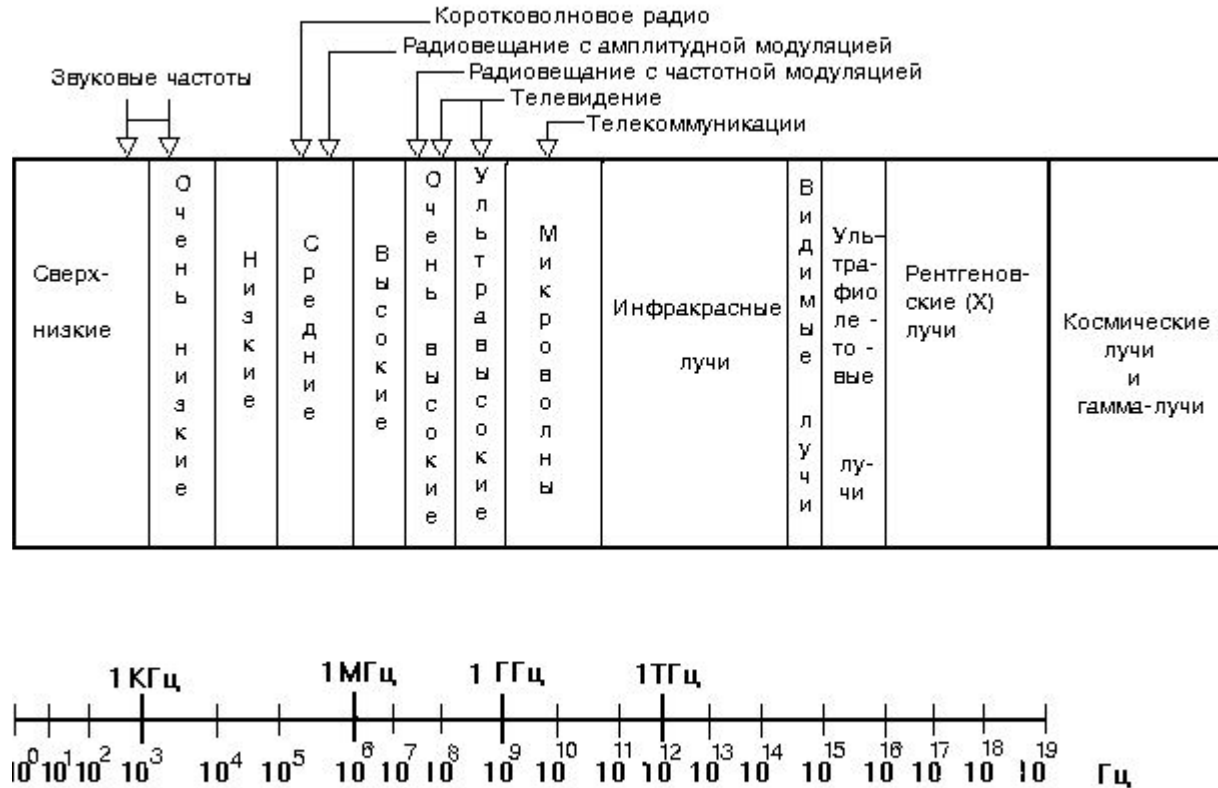 Коротковолновое радио
Радиовещание с амплитудной модуляцией
Звуковые частоты
Радиовещание с частотной модуляцией
Телевидение
Телекоммуникации
Сверх-
низкие
Очень низкие
Низкие
Средние
Высокие
Очень высокие
Ультравысокие
Микроволны
Инфракрасные
лучи
Видимые лучи
Уль-
тра-
фио
ле -
то -
вые
лу-
чи
Рентгенов-
ские (X)
лучи
Космические
лучи
и
гамма-лучи
1 КГц 1 МГц 1 ГГц 1 ТГц
10⁰ 10¹ 10² 10³ 10⁴ 10⁵ 10⁶ 10⁷ 10⁸ 10⁹ 10¹⁰ 10¹¹ 10¹² 10¹³ 10¹⁴ 10¹⁵ 10¹⁶ 10¹⁷ 10¹⁸ 10¹⁹ Гц